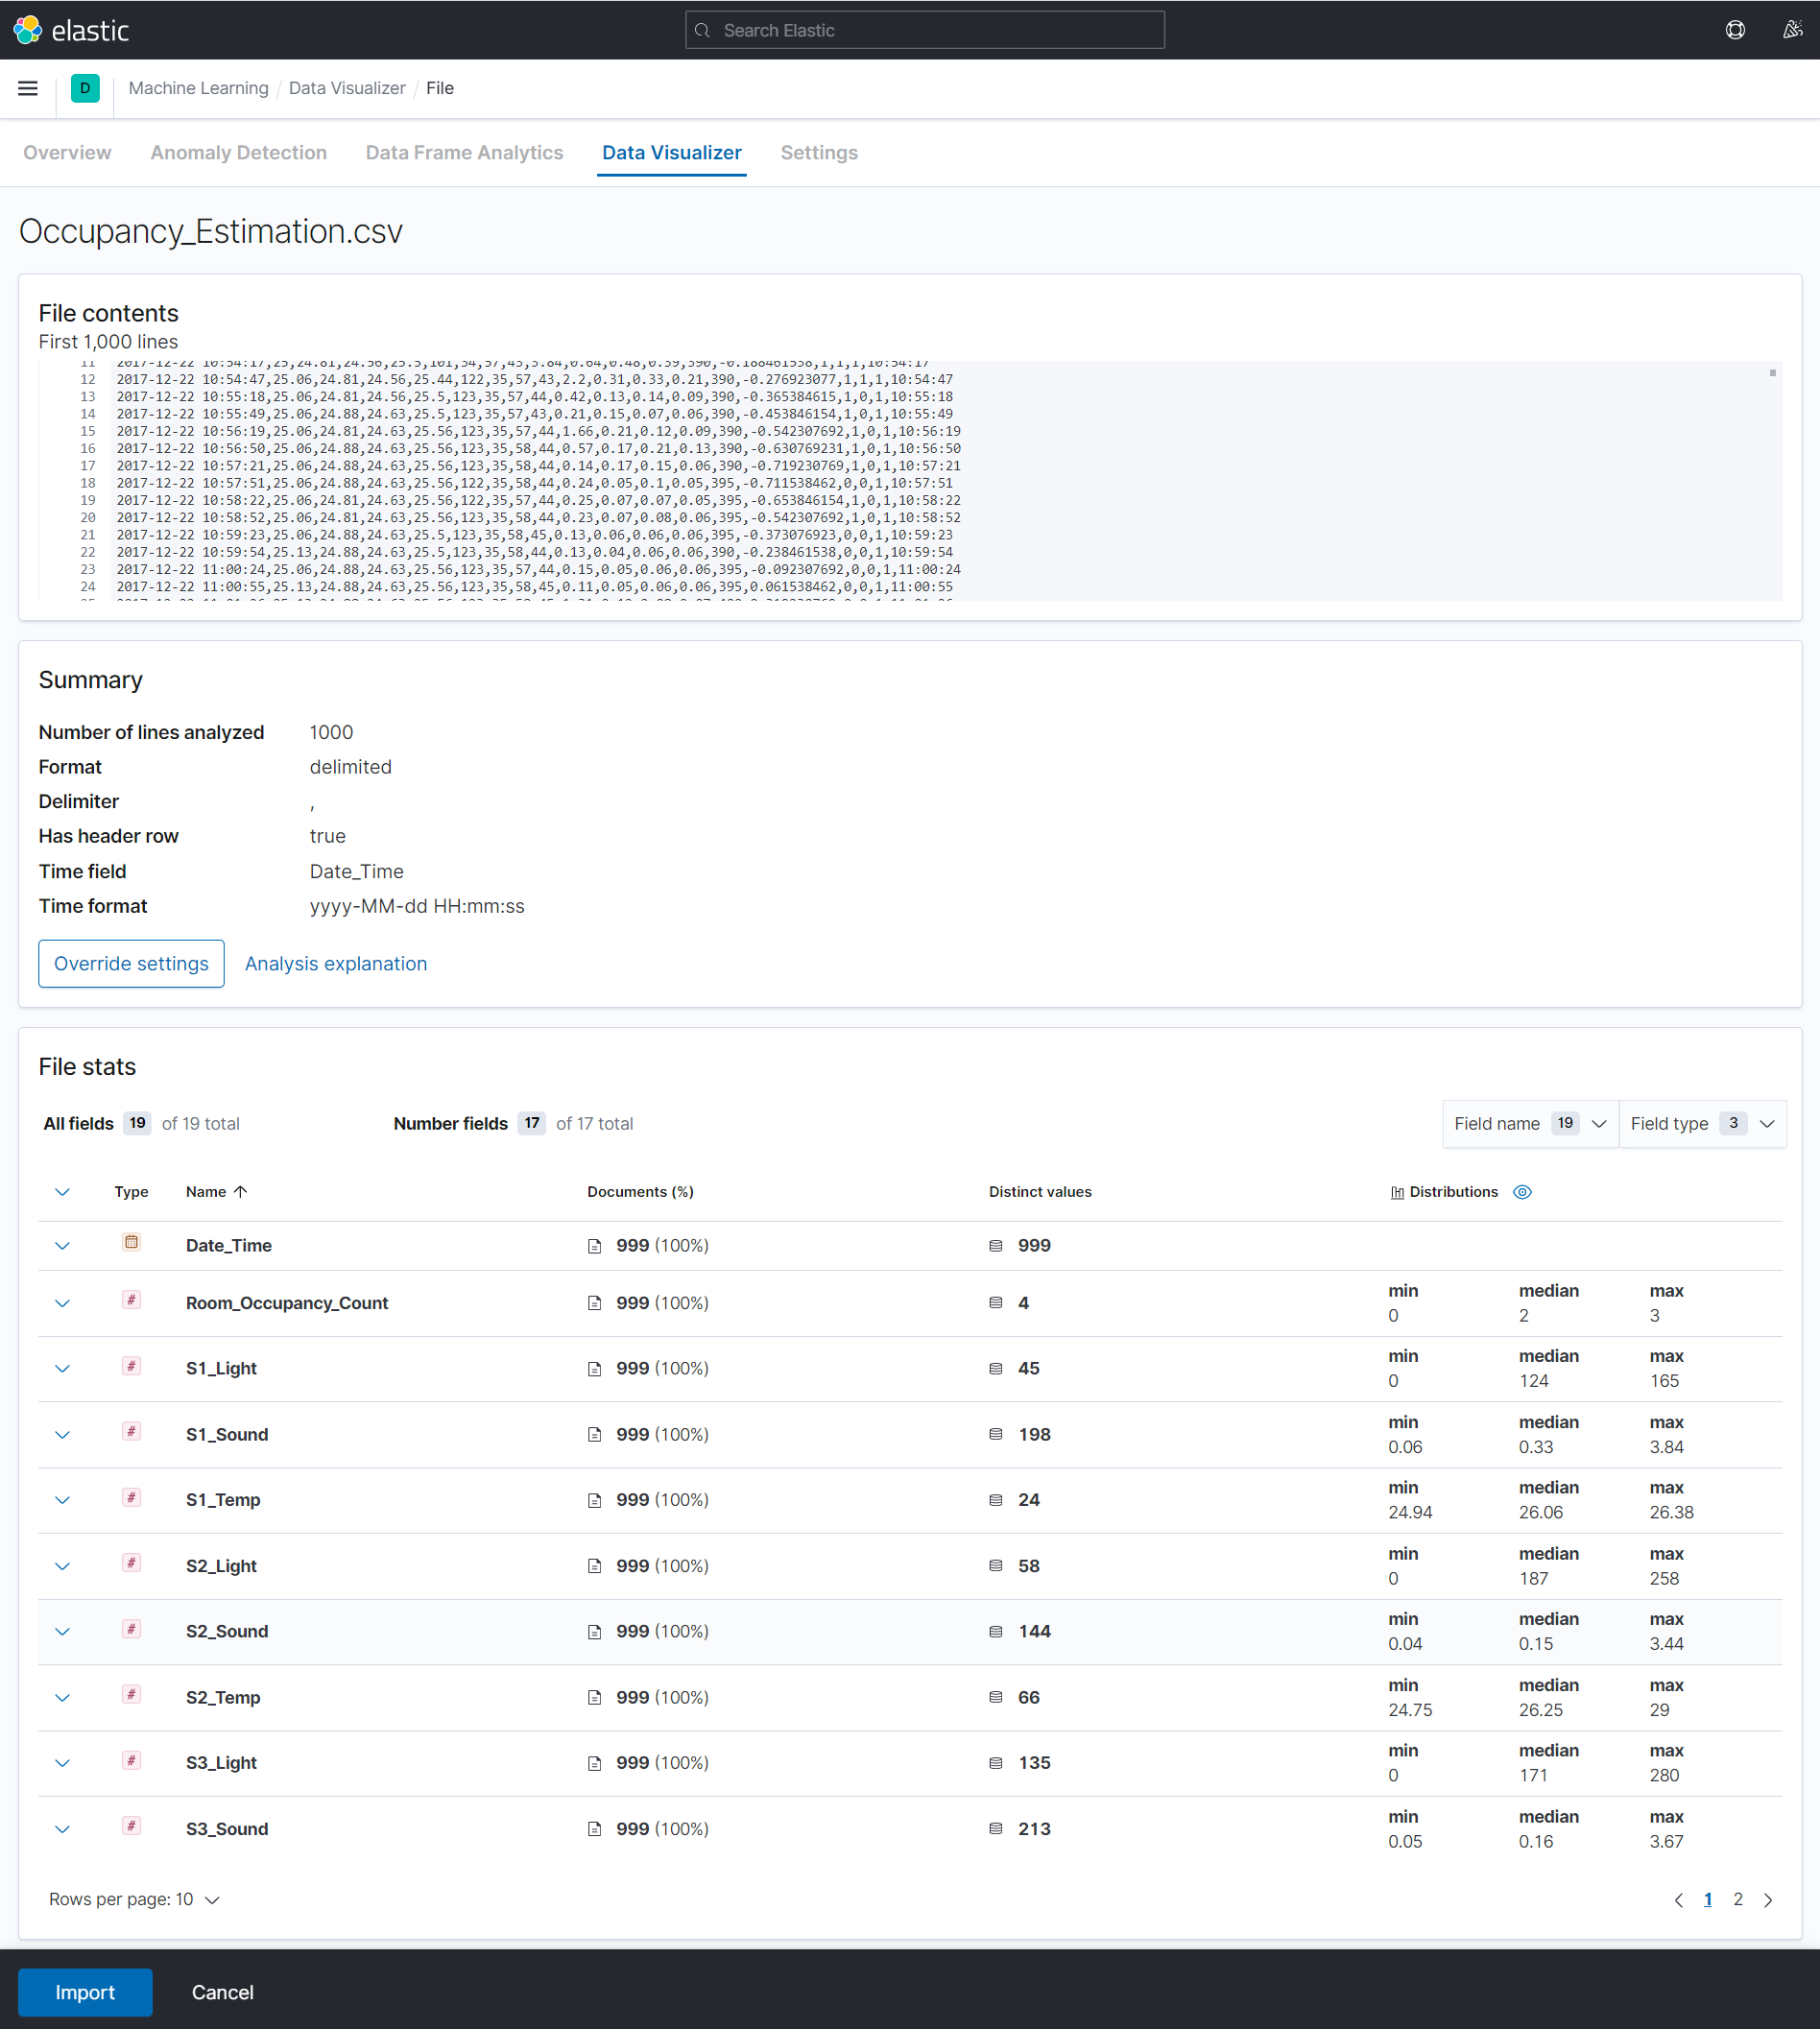 elastic
Search Elastic
D
Machine Learning / Data Visualizer / File
Overview Anomaly Detection Data Frame Analytics Data Visualizer Settings
Occupancy_Estimation.csv
File contents
First 1,000 lines
11 2017-12-22 10:54:17,25,24.81,24.56,25.5,101,34,57,43,3.84,0.64,0.48,0.39,390,-0.188461538,1,1,1,10:54:17
12 2017-12-22 10:54:47,25.06,24.81,24.56,25.44,122,35,57,43,2.2,0.31,0.33,0.21,390,-0.276923077,1,1,1,10:54:47
13 2017-12-22 10:55:18,25.06,24.81,24.56,25.5,123,35,57,44,0.42,0.13,0.14,0.09,390,-0.365384615,1,0,1,10:55:18
14 2017-12-22 10:55:49,25.06,24.88,24.63,25.5,123,35,57,43,0.21,0.15,0.07,0.06,390,-0.453846154,1,0,1,10:55:49
15 2017-12-22 10:56:19,25.06,24.81,24.63,25.56,123,35,57,44,1.66,0.21,0.12,0.09,390,-0.542307692,1,0,1,10:56:19
16 2017-12-22 10:56:50,25.06,24.88,24.63,25.56,123,35,58,44,0.57,0.17,0.21,0.13,390,-0.630769231,1,0,1,10:56:50
17 2017-12-22 10:57:21,25.06,24.88,24.63,25.56,123,35,58,44,0.14,0.17,0.15,0.06,390,-0.719230769,1,0,1,10:57:21
18 2017-12-22 10:57:51,25.06,24.88,24.63,25.56,122,35,58,44,0.24,0.05,0.1,0.05,395,-0.711538462,0,0,1,10:57:51
19 2017-12-22 10:58:22,25.06,24.81,24.63,25.56,122,35,57,44,0.25,0.07,0.07,0.05,395,-0.653846154,1,0,1,10:58:22
20 2017-12-22 10:58:52,25.06,24.81,24.63,25.56,123,35,58,44,0.23,0.07,0.08,0.06,395,-0.542307692,1,0,1,10:58:52
21 2017-12-22 10:59:23,25.06,24.88,24.63,25.5,123,35,58,45,0.13,0.06,0.06,0.06,395,-0.373076923,0,0,1,10:59:23
22 2017-12-22 10:59:54,25.13,24.88,24.63,25.5,123,35,58,44,0.13,0.04,0.06,0.06,390,-0.238461538,0,0,1,10:59:54
23 2017-12-22 11:00:24,25.06,24.88,24.63,25.56,123,35,57,44,0.15,0.05,0.06,0.06,395,-0.092307692,0,0,1,11:00:24
24 2017-12-22 11:00:55,25.13,24.88,24.63,25.56,123,35,58,45,0.11,0.05,0.06,0.06,395,0.061538462,0,0,1,11:00:55
Summary
Number of lines analyzed 1000
Format delimited
Delimiter ,
Has header row true
Time field Date_Time
Time format yyyy-MM-dd HH:mm:ss
Override settings Analysis explanation
File stats
All fields 19 of 19 total Number fields 17 of 17 total Field name 19 Field type 3
Type Name Documents (%) Distinct values Distributions
Date_Time 999 (100%) 999
# Room_Occupancy_Count 999 (100%) 4 min median max
0 2 3
# S1_Light 999 (100%) 45 min median max
0 124 165
# S1_Sound 999 (100%) 198 min median max
0.06 0.33 3.84
# S1_Temp 999 (100%) 24 min median max
24.94 26.06 26.38
# S2_Light 999 (100%) 58 min median max
0 187 258
# S2_Sound 999 (100%) 144 min median max
0.04 0.15 3.44
# S2_Temp 999 (100%) 66 min median max
24.75 26.25 29
# S3_Light 999 (100%) 135 min median max
0 171 280
# S3_Sound 999 (100%) 213 min median max
0.05 0.16 3.67
Rows per page: 10 1 2
Import Cancel